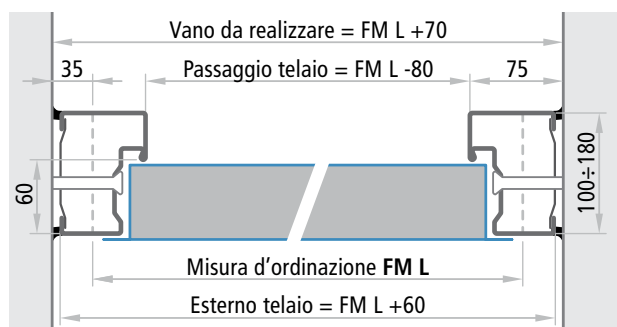 Vano da realizzare = FM L +70
35
Passaggio telaio = FM L -80
75
60
100÷180
Misura d'ordinazione FM L
Esterno telaio = FM L +60